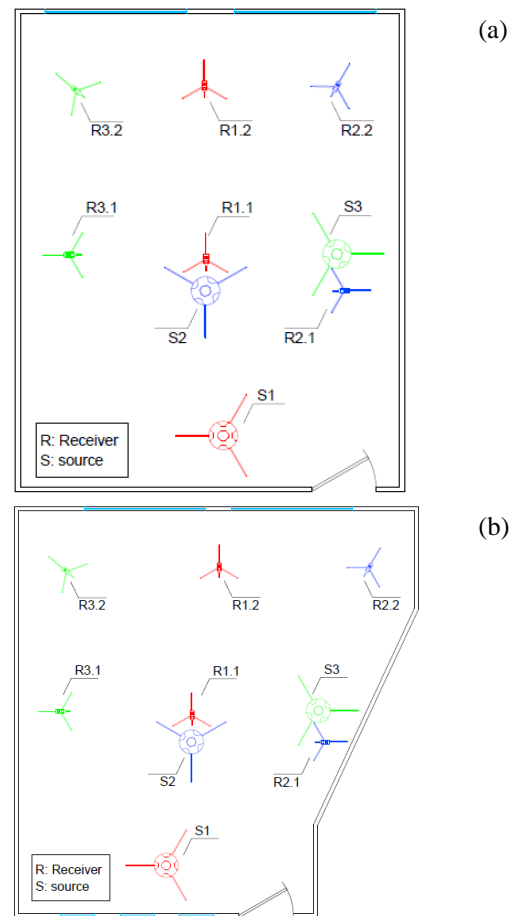 (a)
R3.2
R1.2
R2.2
R3.1
R1.1
S3
S2
R2.1
S1
R: Receiver
S: source
(b)
R3.2
R1.2
R2.2
R3.1
R1.1
S3
S2
R2.1
S1
R: Receiver
S: source